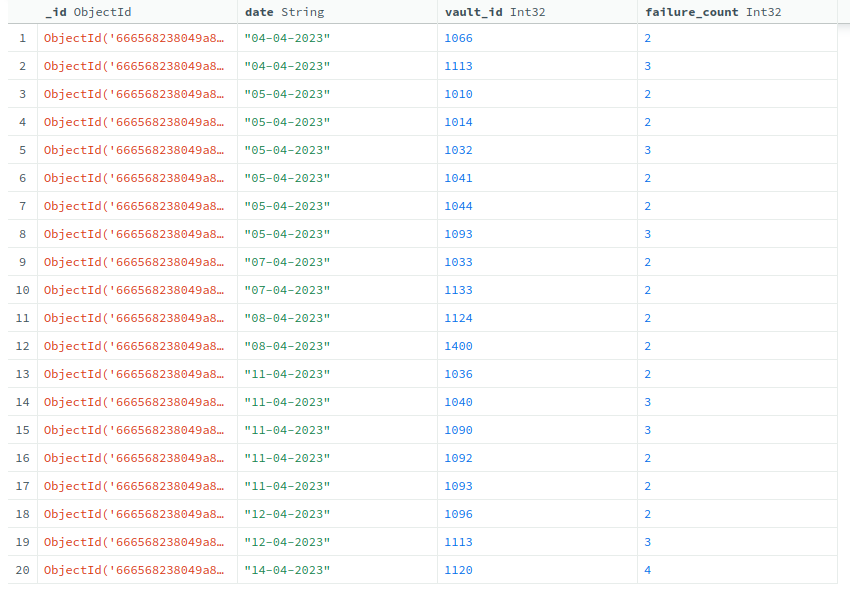 _id ObjectId date String vault_id Int32 failure_count Int32
1 ObjectId('666568238049a8… "04-04-2023" 1066 2
2 ObjectId('666568238049a8… "04-04-2023" 1113 3
3 ObjectId('666568238049a8… "05-04-2023" 1010 2
4 ObjectId('666568238049a8… "05-04-2023" 1014 2
5 ObjectId('666568238049a8… "05-04-2023" 1032 3
6 ObjectId('666568238049a8… "05-04-2023" 1041 2
7 ObjectId('666568238049a8… "05-04-2023" 1044 2
8 ObjectId('666568238049a8… "05-04-2023" 1093 3
9 ObjectId('666568238049a8… "07-04-2023" 1033 2
10 ObjectId('666568238049a8… "07-04-2023" 1133 2
11 ObjectId('666568238049a8… "08-04-2023" 1124 2
12 ObjectId('666568238049a8… "08-04-2023" 1400 2
13 ObjectId('666568238049a8… "11-04-2023" 1036 2
14 ObjectId('666568238049a8… "11-04-2023" 1040 3
15 ObjectId('666568238049a8… "11-04-2023" 1090 3
16 ObjectId('666568238049a8… "11-04-2023" 1092 2
17 ObjectId('666568238049a8… "11-04-2023" 1093 2
18 ObjectId('666568238049a8… "12-04-2023" 1096 2
19 ObjectId('666568238049a8… "12-04-2023" 1113 3
20 ObjectId('666568238049a8… "14-04-2023" 1120 4